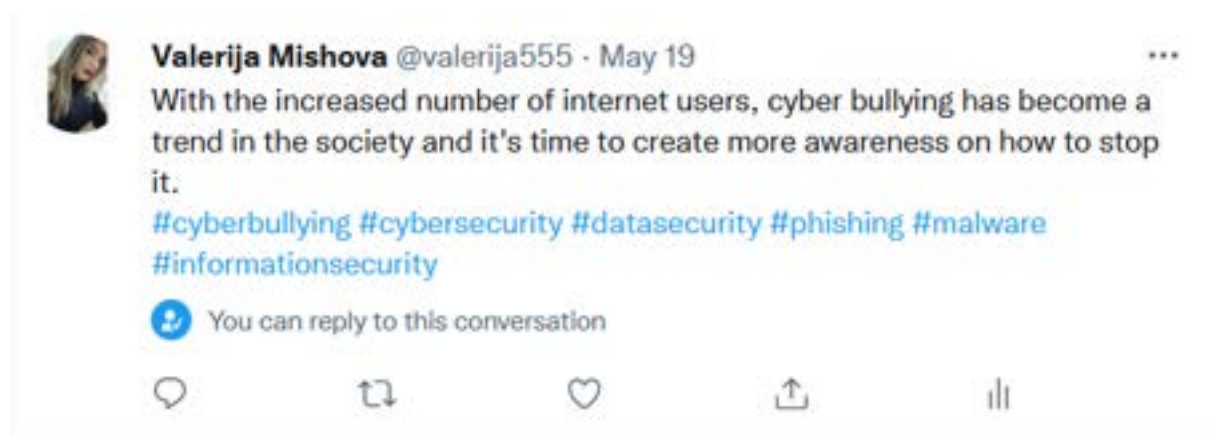 Valerija Mishova @valerija555 · May 19
With the increased number of internet users, cyber bullying has become a
trend in the society and it's time to create more awareness on how to stop
it.
#cyberbullying #cybersecurity #datasecurity #phishing #malware
#informationsecurity
You can reply to this conversation